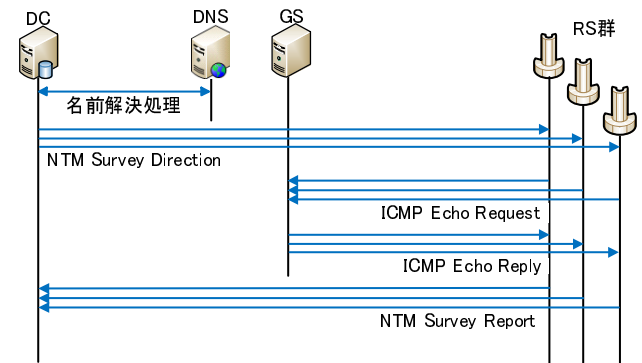 DC
DNS
GS
RS群
名前解決処理
NTM Survey Direction
ICMP Echo Request
ICMP Echo Reply
NTM Survey Report